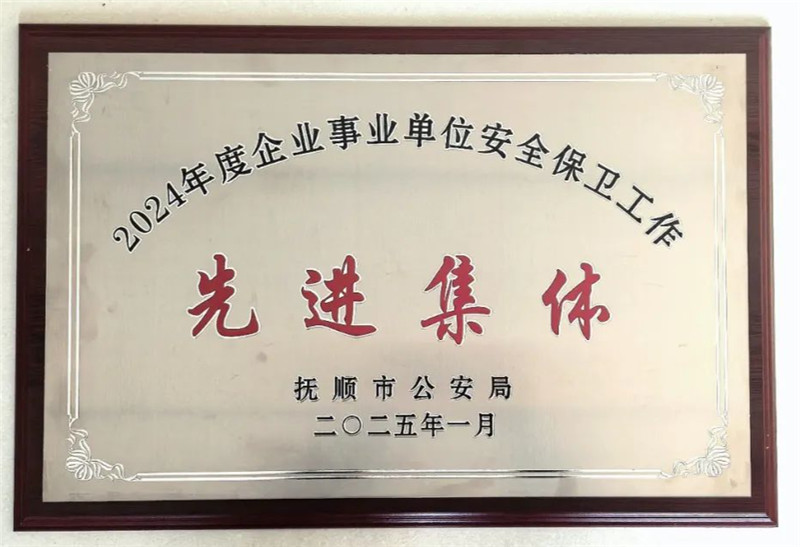 2024年度企业事业单位安全保卫工作
先进集体
抚顺市公安局
二〇二五年一月